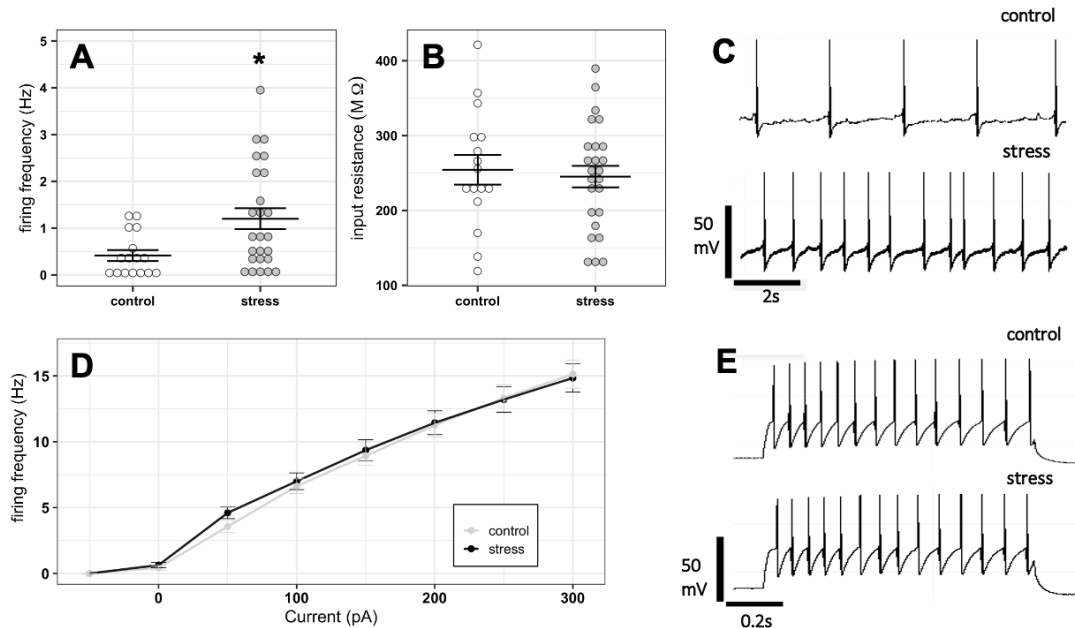 A
*
5
4
3
2
1
0
firing frequency (Hz)
control
stress
B
400
300
200
100
input resistance (M Ω)
control
stress
C
control
stress
50
mV
2s
D
15
10
5
0
firing frequency (Hz)
0
100
200
300
Current (pA)
control
stress
E
control
stress
50
mV
0.2s